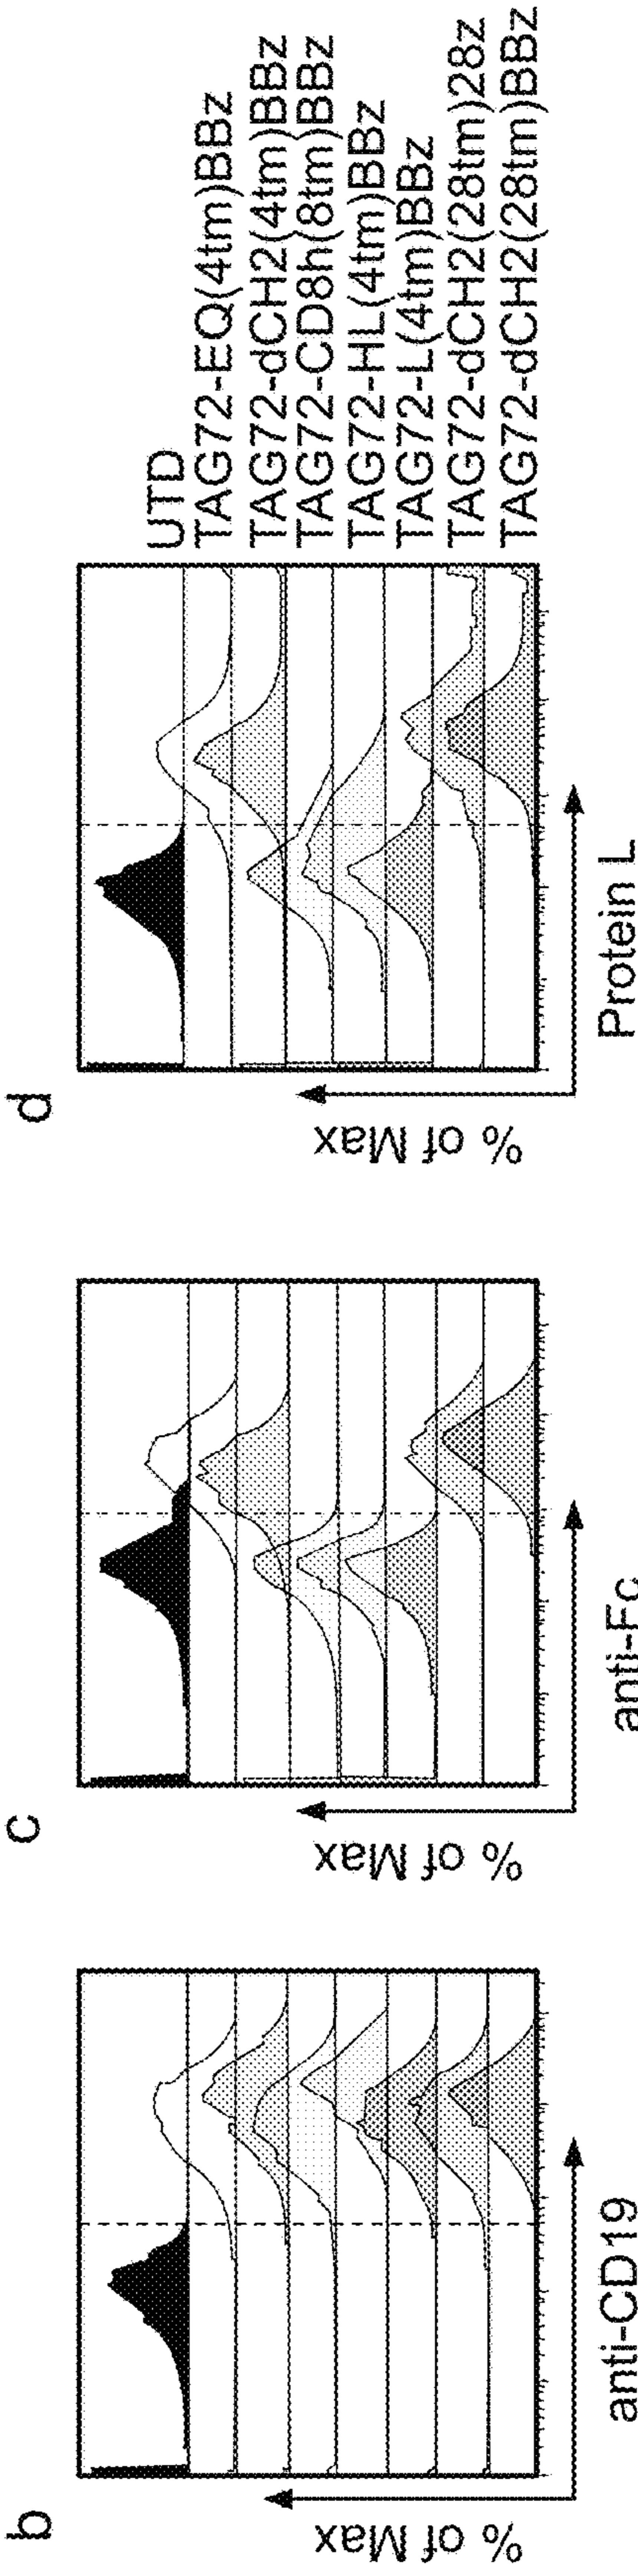 b
% of Max
anti-CD19
c
% of Max
anti-Fc
d
% of Max
Protein L
UTD
TAG72-EQ(4tm)BBz
TAG72-dCH2(4tm)BBz
TAG72-CD8h(8tm)BBz
TAG72-HL(4tm)BBz
TAG72-L(4tm)BBz
TAG72-dCH2(28tm)28z
TAG72-dCH2(28tm)BBz